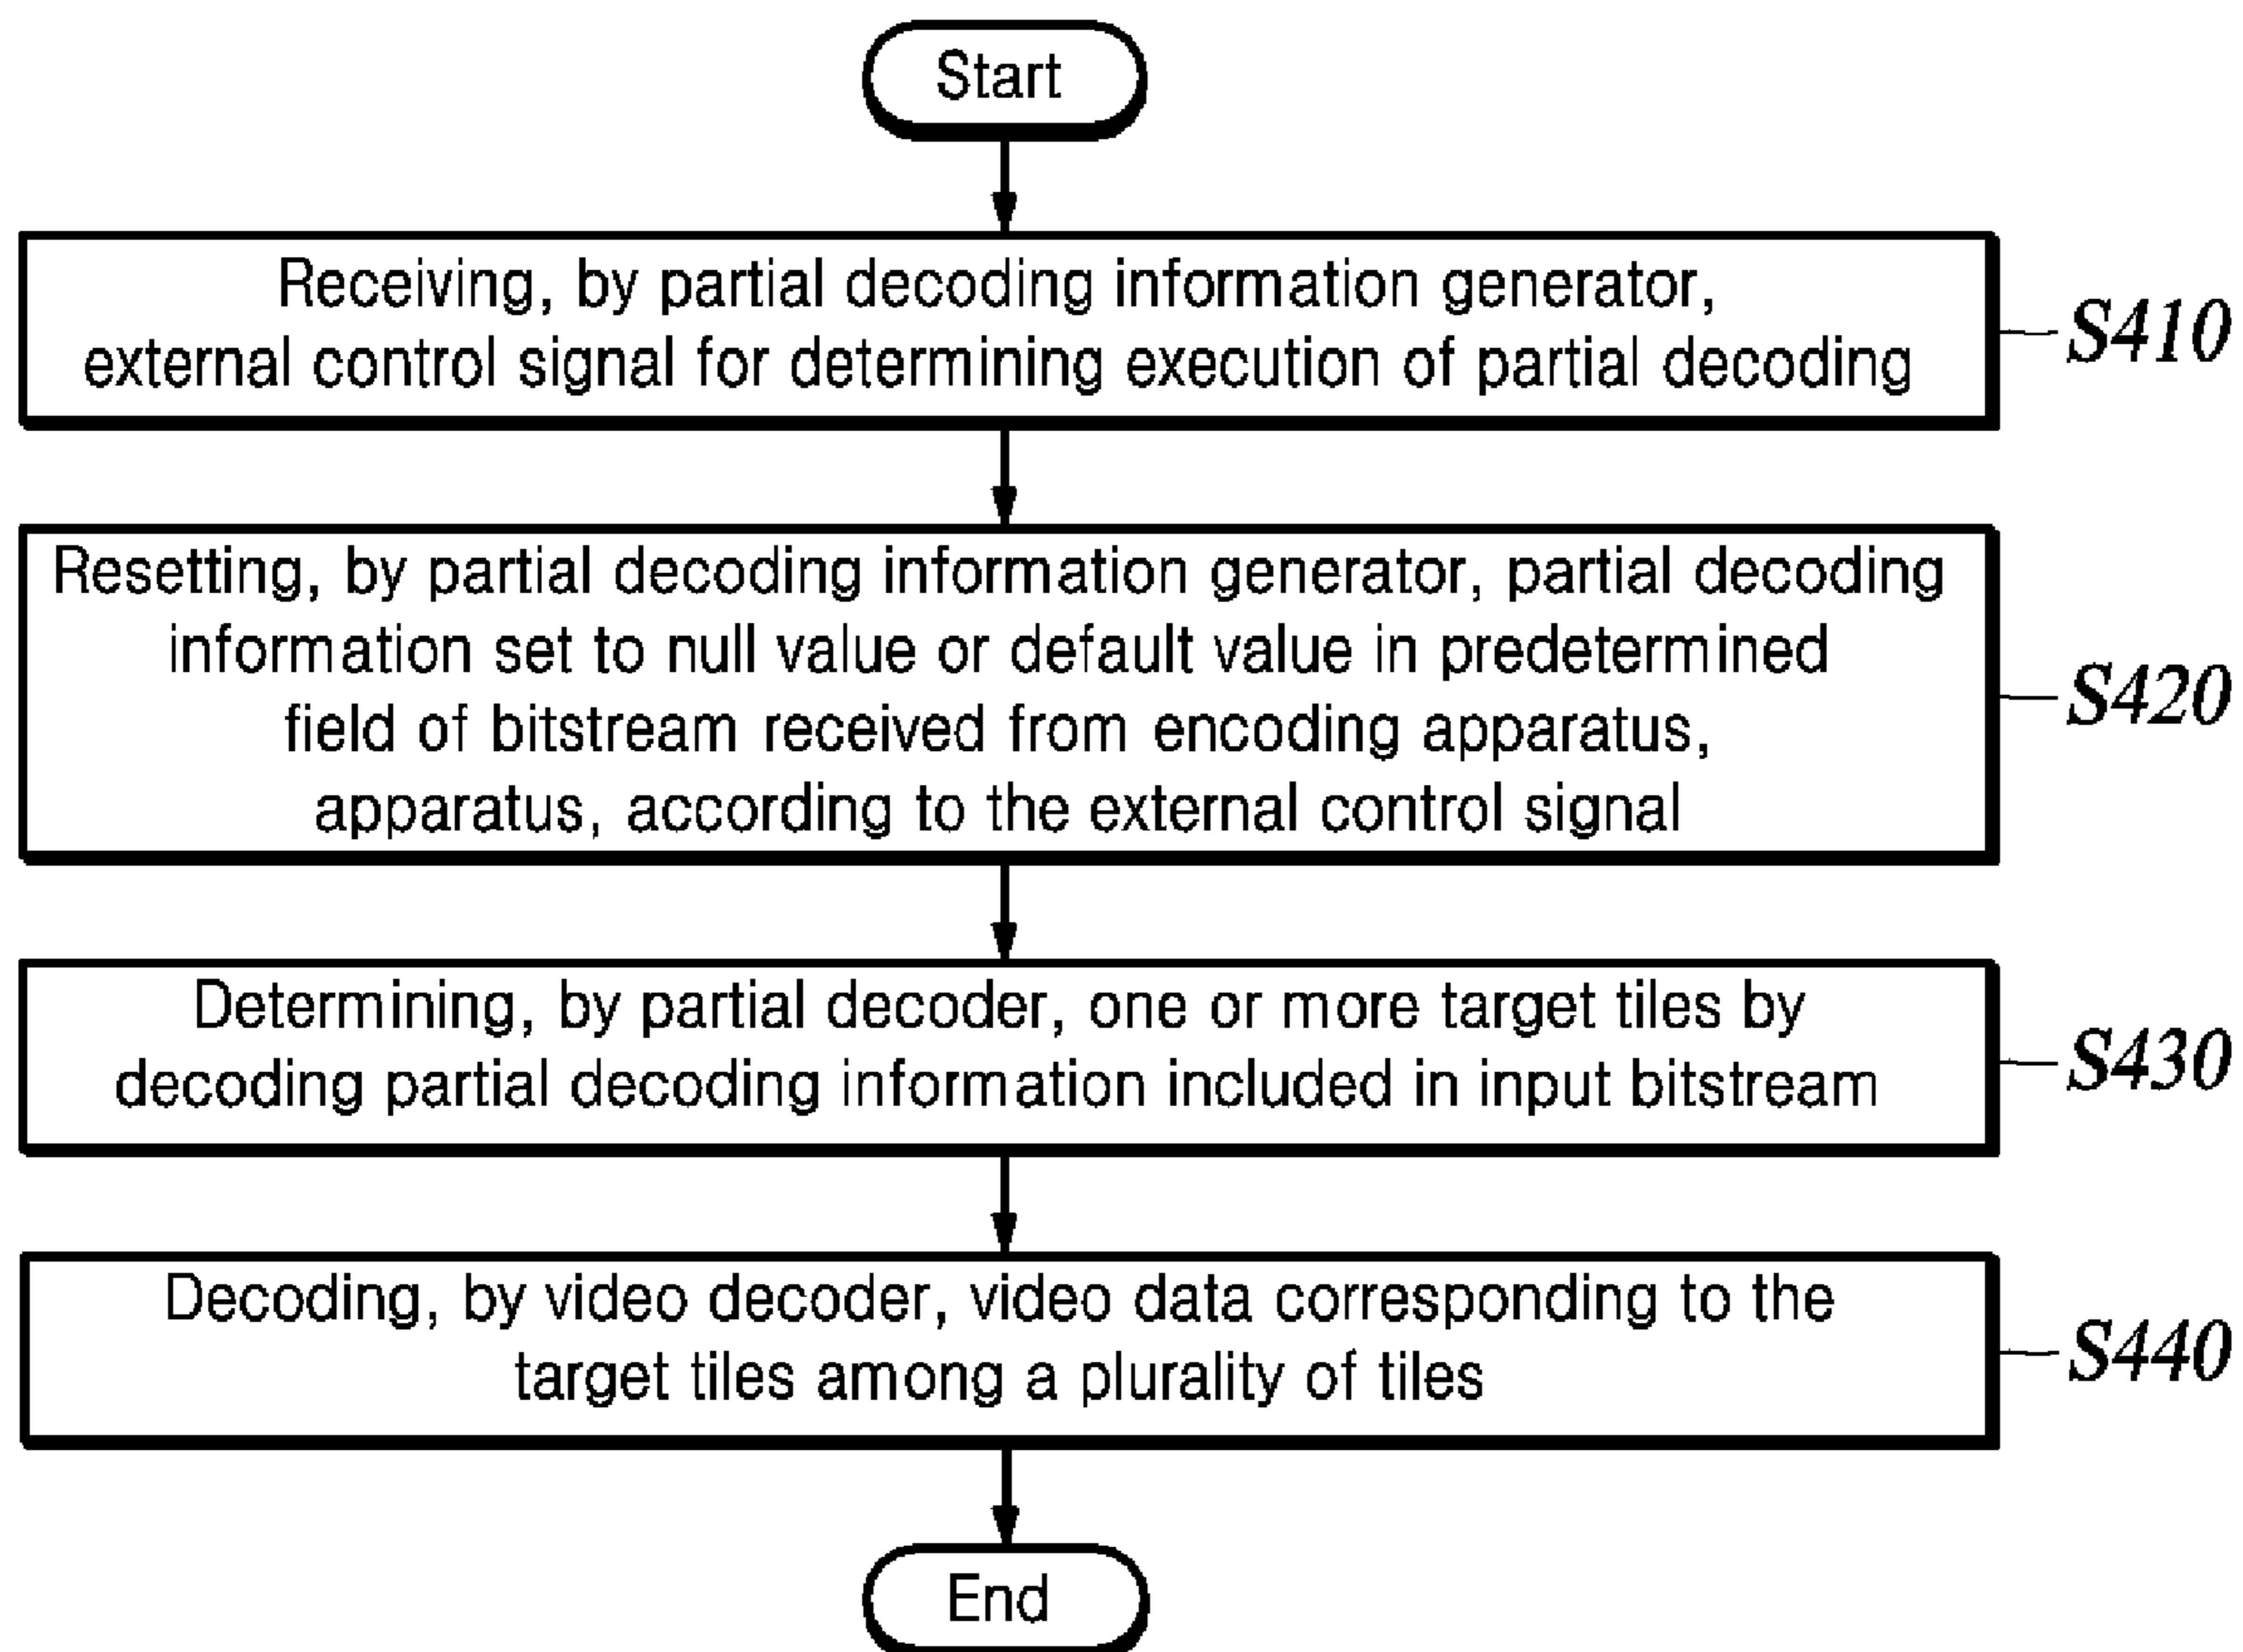 Start
Receiving, by partial decoding information generator,
external control signal for determining execution of partial decoding
S410
Resetting, by partial decoding information generator, partial decoding
information set to null value or default value in predetermined
field of bitstream received from encoding apparatus,
apparatus, according to the external control signal
S420
Determining, by partial decoder, one or more target tiles by
decoding partial decoding information included in input bitstream
S430
Decoding, by video decoder, video data corresponding to the
target tiles among a plurality of tiles
S440
End